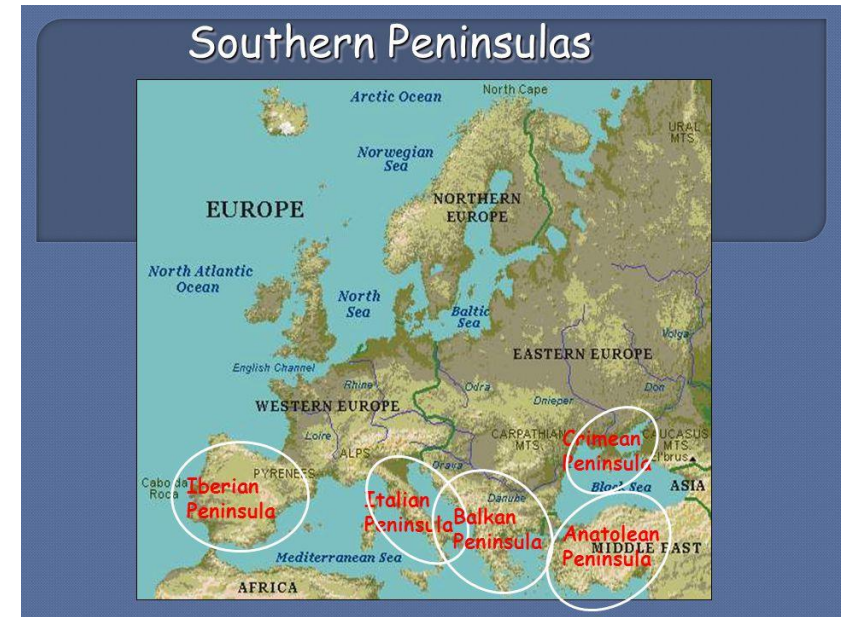 Southern Peninsulas
Arctic Ocean
North Cape
URAL
MTS
Norwegian
Sea
NORTHERN
EUROPE
EUROPE
North Atlantic
Ocean
North
Sea
Baltic
Sea
Volga
English Channel
EASTERN EUROPE
Rhine
Odra
Don
Dnieper
WESTERN EUROPE
Loire
CARPATHIAN
MTS
Crimean
Peninsula
CAUCASUS
MTS
El'brus
ALPS
Drava
PYRENEES
Cabo da
Roca
Iberian
Peninsula
Italian
Peninsula
Danube
Black Sea
ASIA
Balkan
Peninsula
Anatolean
Peninsula
MIDDLE EAST
Mediterranean Sea
AFRICA